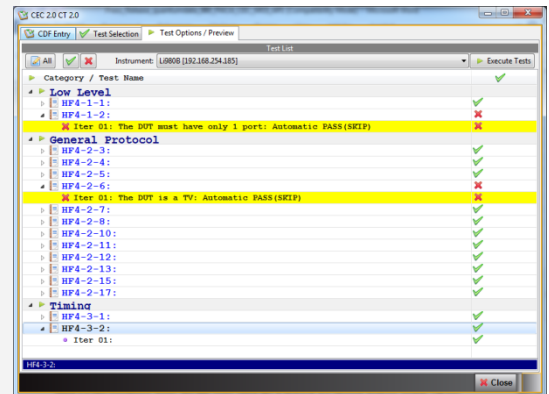 CEC 2.0 CT 2.0
CDF Entry Test Selection Test Options / Preview
Test List
All Instrument: Li980B [192.168.254.185] Execute Tests
Category / Test Name
Low Level
HF4-1-1:
HF4-1-2:
Iter 01: The DUT must have only 1 port: Automatic PASS(SKIP)
General Protocol
HF4-2-3:
HF4-2-4:
HF4-2-5:
HF4-2-6:
Iter 01: The DUT is a TV: Automatic PASS(SKIP)
HF4-2-7:
HF4-2-8:
HF4-2-10:
HF4-2-11:
HF4-2-12:
HF4-2-13:
HF4-2-15:
HF4-2-17:
Timing
HF4-3-1:
HF4-3-2:
Iter 01:
HF4-3-2:
Close